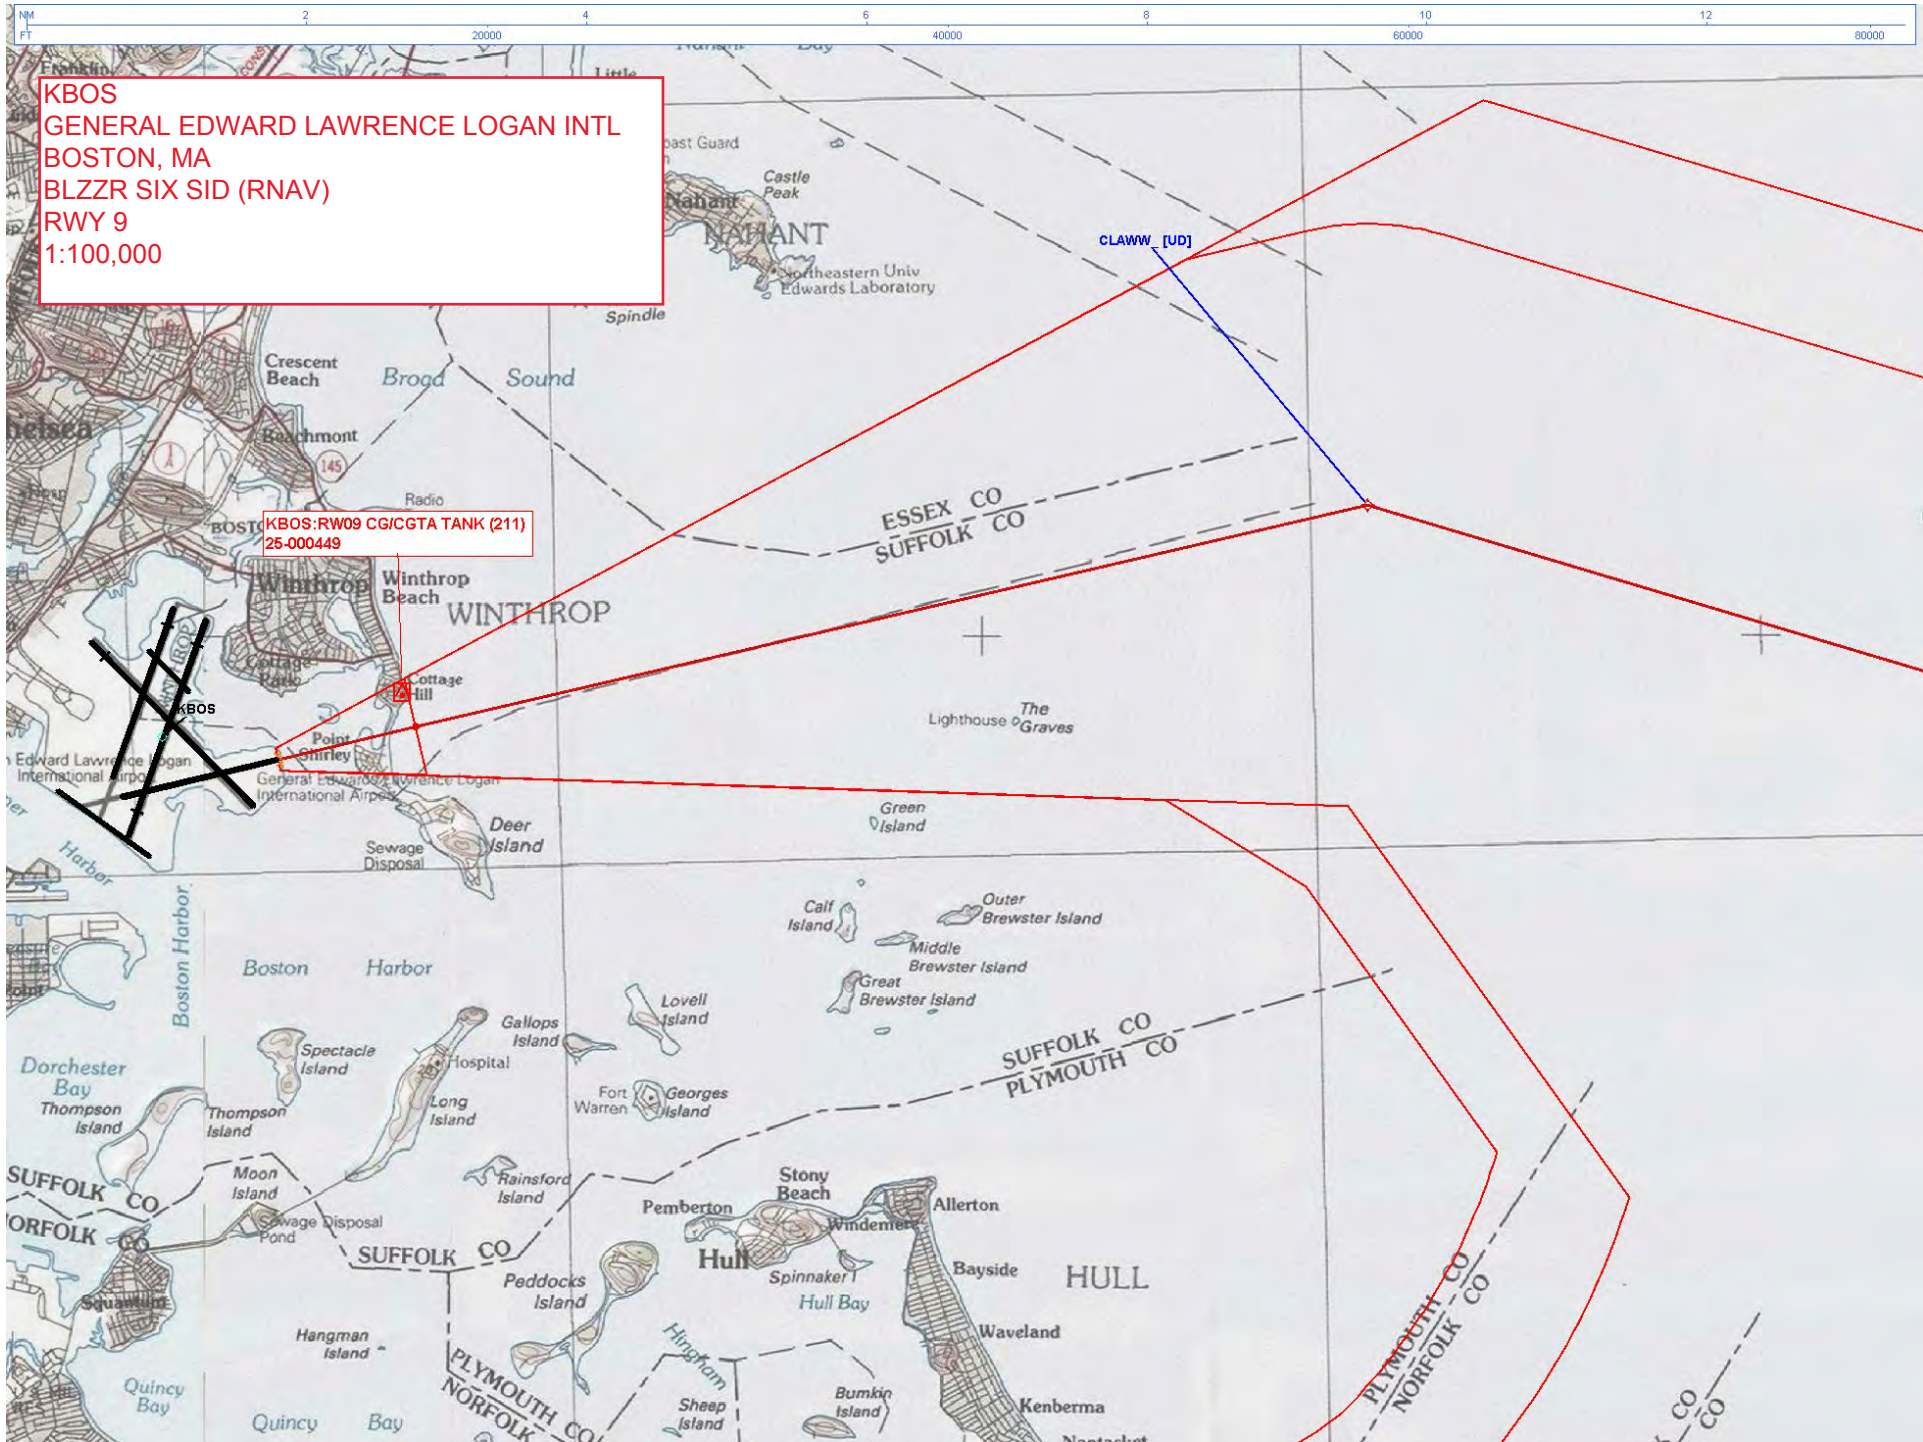 NM 2 4 6 8 10 12
FT 20000 40000 60000 80000
Nahant Bay
Franklin
Little
KBOS
GENERAL EDWARD LAWRENCE LOGAN INTL
BOSTON, MA
BLZZR SIX SID (RNAV)
RWY 9
1:100,000
Guard
Castle
Peak
Nahant
NAHANT
Northeastern Univ
Edwards Laboratory
Spindle
CLAWW_ [UD]
Crescent
Beach
Broad Sound
Beachmont
145
Radio
KBOS:RW09 CG/CGTA TANK (211)
25-000449
ESSEX CO
SUFFOLK CO
Winthrop
Winthrop
Beach
WINTHROP
Cottage
Park
Cottage
Hill
KBOS
Lighthouse
The
Graves
Point
Shirley
Edward Lawrence Logan
International Airport
General Edward Lawrence Logan
International Airport
Green
Island
Deer
Island
Sewage
Disposal
Harbor
Boston Harbor
Calf
Island
Outer
Brewster Island
Middle
Brewster Island
Great
Brewster Island
Boston Harbor
Lovell
Island
Gallops
Island
Spectacle
Island
Hospital
SUFFOLK CO
PLYMOUTH CO
Dorchester
Bay
Thompson
Island
Thompson
Island
Long
Island
Fort
Warren
Georges
Island
SUFFOLK CO
NORFOLK CO
Moon
Island
Sewage Disposal
Pond
Rainsford
Island
Stony
Beach
Pemberton
Allerton
Hull
SUFFOLK CO
Spinnaker I
Bayside
HULL
Peddocks
Island
Hull Bay
Squantum
Hangman
Island
Hingham
Waveland
PLYMOUTH CO
NORFOLK CO
PLYMOUTH CO
NORFOLK
Quincy
Bay
Quincy Bay
Sheep
Island
Bumkin
Island
Kenberma
CO
CO